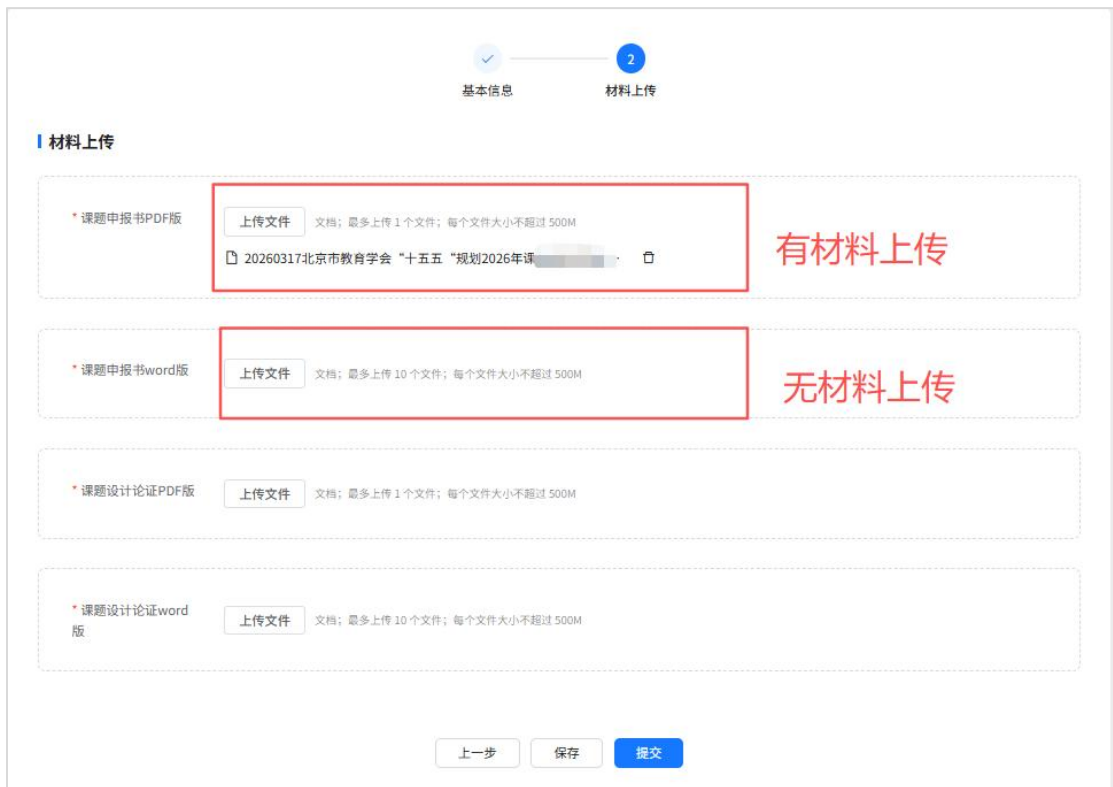 2
基本信息
材料上传
材料上传
* 课题申报书PDF版
上传文件 文档；最多上传 1 个文件；每个文件大小不超过 500M
20260317北京市教育学会“十五五“规划2026年课
有材料上传
* 课题申报书word版
上传文件 文档；最多上传 10 个文件；每个文件大小不超过 500M
无材料上传
* 课题设计论证PDF版
上传文件 文档；最多上传 1 个文件；每个文件大小不超过 500M
* 课题设计论证word
版
上传文件 文档；最多上传 10 个文件；每个文件大小不超过 500M
上一步 保存 提交